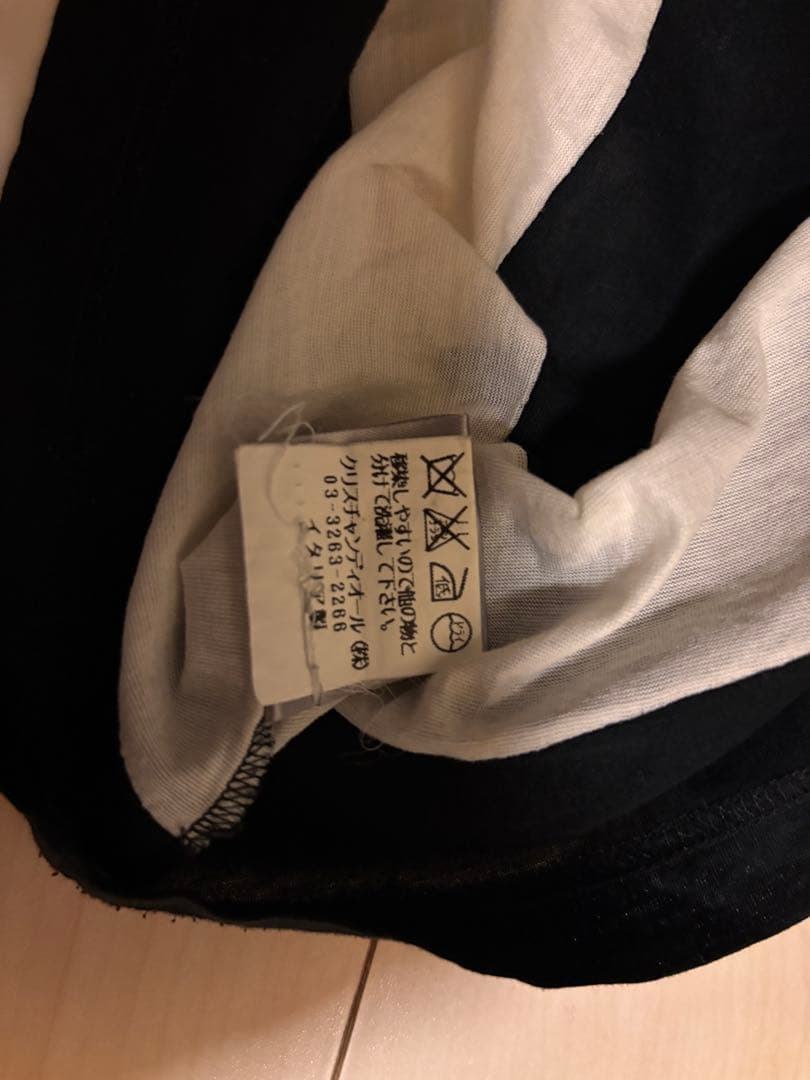 低
移染しやすいので他の物と
分けて洗濯して下さい。
クリスチャンディオール(株)
03-3263-2266
イタリア製